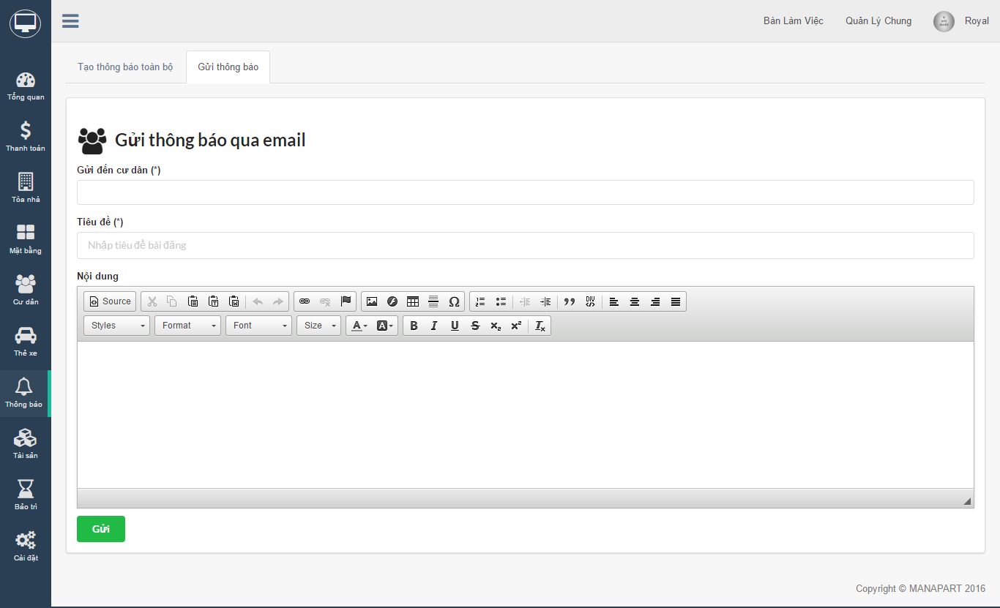 Bàn Làm Việc
Quản Lý Chung
Royal
Tổng quan
Thanh toán
Tòa nhà
Mặt bằng
Cư dân
Thẻ xe
Thông báo
Tài sản
Bảo trì
Cài đặt
Tạo thông báo toàn bộ
Gửi thông báo
Gửi thông báo qua email
Gửi đến cư dân (*)
Tiêu đề (*)
Nhập tiêu đề bài đăng
Nội dung
Source
Styles
Format
Font
Size
Gửi
Copyright © MANAPART 2016